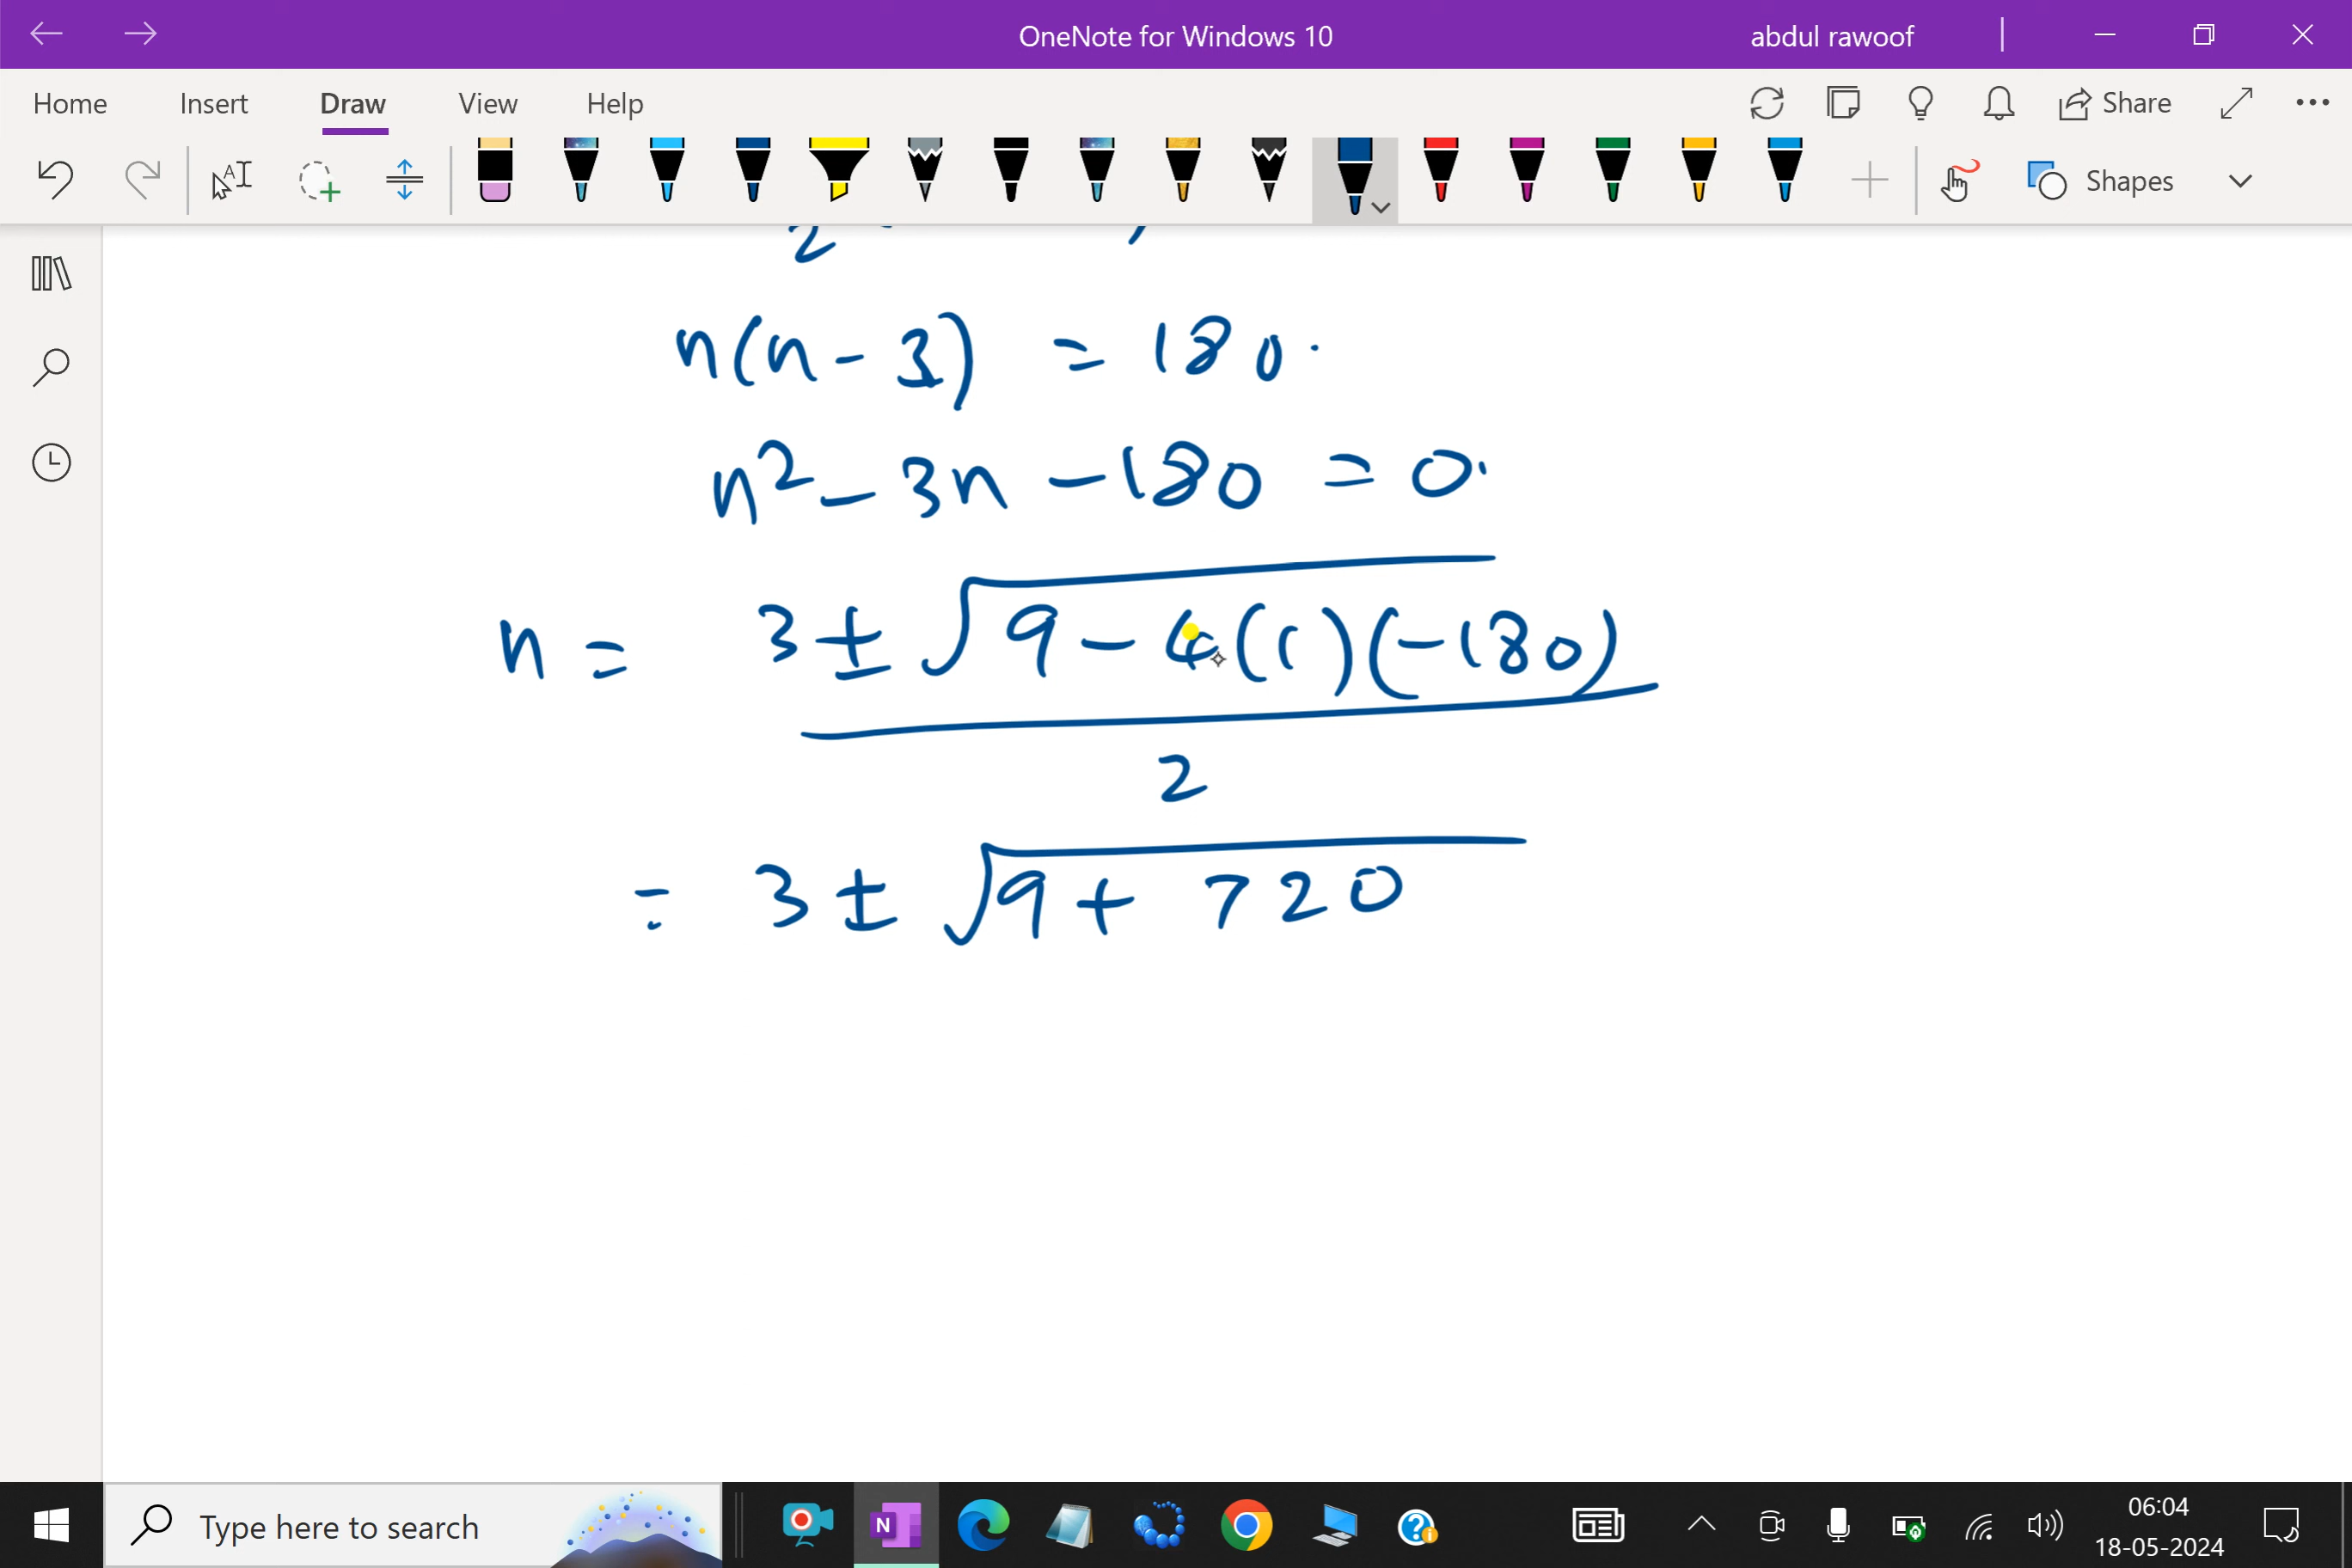 OneNote for Windows 10
abdul rawoof
Home Insert Draw View Help
Share
Shapes
2
n(n - 3) = 180.
n² - 3n - 180 = 0.
n = 3 ± √9 - 4(1)(-180)
2
= 3 ± √9 + 720
N
Type here to search
06:04
18-05-2024